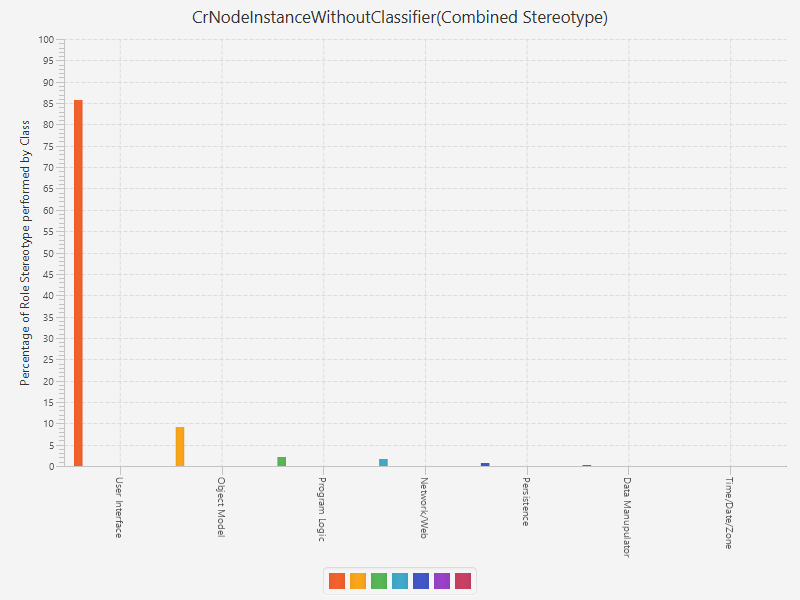 CrNodeInstanceWithoutClassifier(Combined Stereotype)
Percentage of Role Stereotype performed by Class
100
95
90
85
80
75
70
65
60
55
50
45
40
35
30
25
20
15
10
5
0
User Interface
Object Model
Program Logic
Network/Web
Persistence
Data Manupulator
Time/Date/Zone